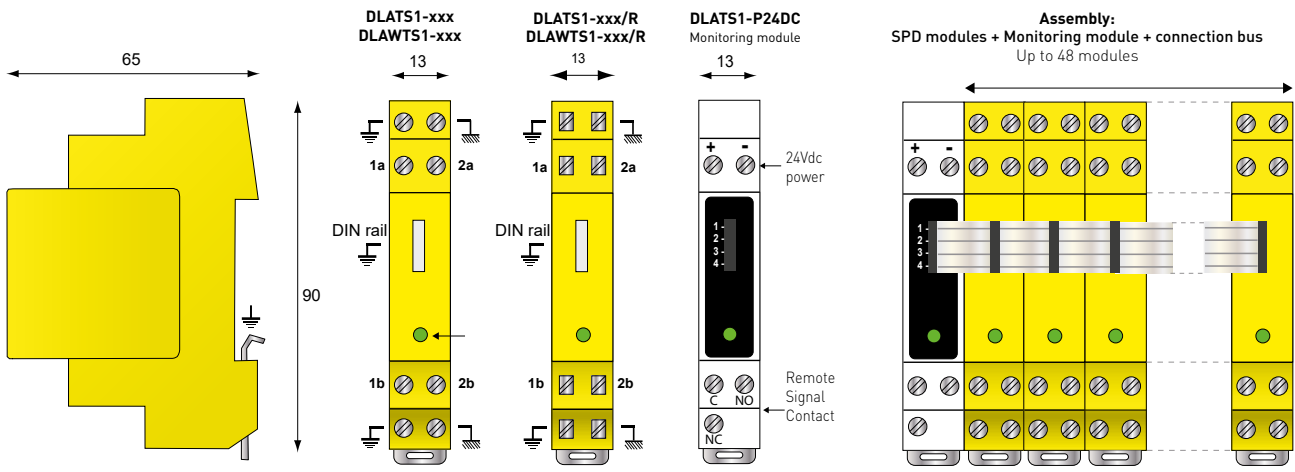 65
90
DLATS1-xxx
DLAWTS1-xxx
13
1a
2a
DIN rail
1b
2b
DLATS1-xxx/R
DLAWTS1-xxx/R
13
1a
2a
DIN rail
1b
2b
DLATS1-P24DC
Monitoring module
13
+ -
24Vdc
power
1-
2-
3-
4-
C NO
NC
Remote
Signal
Contact
Assembly:
SPD modules + Monitoring module + connection bus
Up to 48 modules
+ -
1
2
3
4